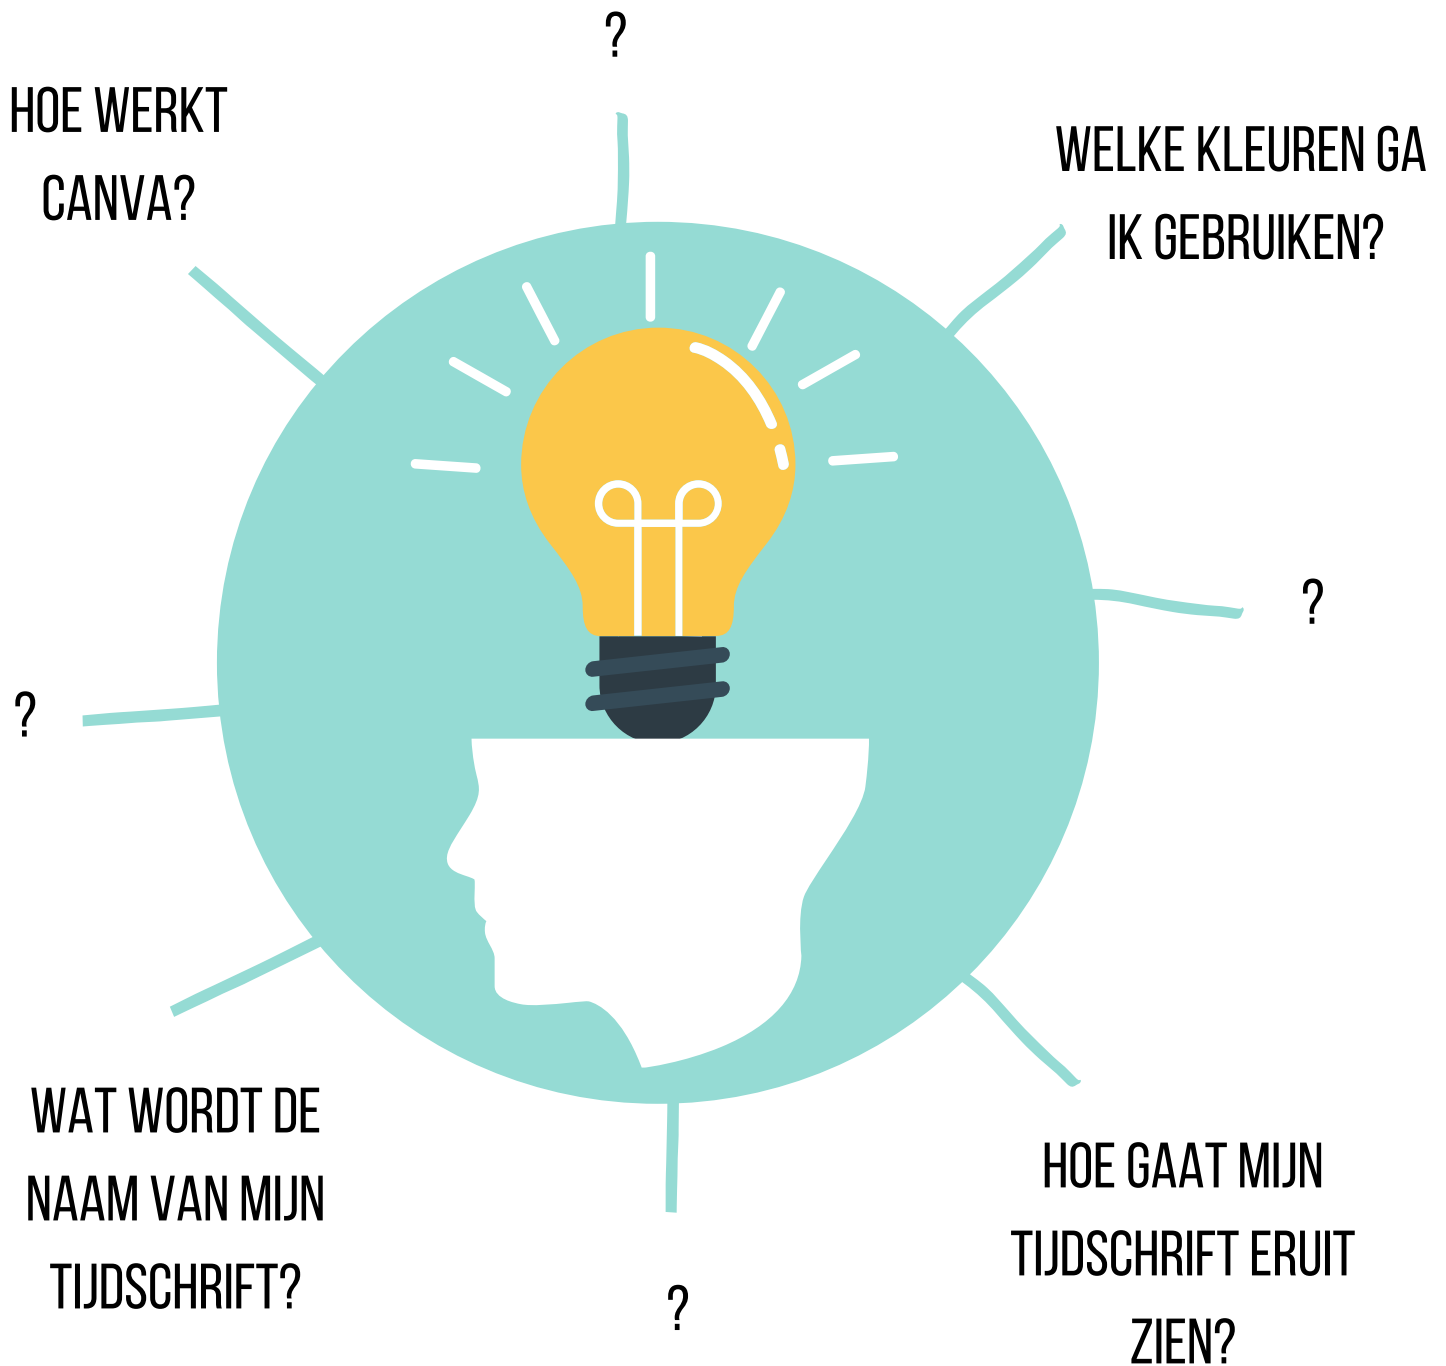 ?
HOE WERKT
CANVA?
WELKE KLEUREN GA
IK GEBRUIKEN?
?
?
WAT WORDT DE
NAAM VAN MIJN
TIJDSCHRIFT?
HOE GAAT MIJN
TIJDSCHRIFT ERUIT
ZIEN?
?